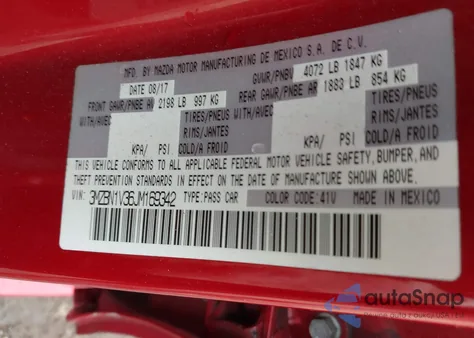 MFD. BY MAZDA MOTOR MANUFACTURING DE MEXICO S.A. DE C.V.
DATE 08/17 GVWR/PNBV 4072 LB 1847 KG
FRONT GAWR/PNBE AV 2198 LB 997 KG REAR GAWR/PNBE AR 1883 LB 854 KG
WITH/AVEC TIRES/PNEUS WITH/AVEC TIRES/PNEUS
RIMS/JANTES RIMS/JANTES
KPA/ PSI COLD/A FROID KPA/ PSI COLD/A FROID
THIS VEHICLE CONFORMS TO ALL APPLICABLE FEDERAL MOTOR VEHICLE SAFETY, BUMPER, AND
THEFT PREVENTION STANDARDS IN EFFECT ON THE DATE OF MANUFACTURE SHOWN ABOVE.
VIN: 3MZBN1V36JM169342 TYPE: PASS CAR COLOR CODE: 41V MADE IN MEXICO
autoSnap